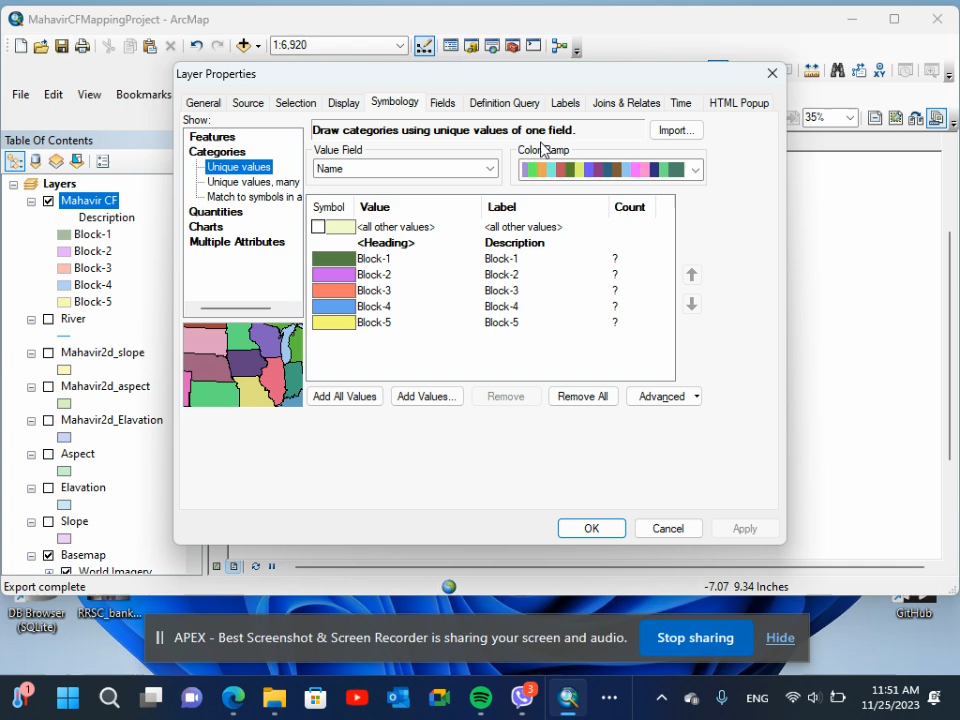 MahavirCFMappingProject - ArcMap
1:6,920
File Edit View Bookmarks
35%
Table Of Contents
Layers
Mahavir CF
Description
Block-1
Block-2
Block-3
Block-4
Block-5
River
Mahavir2d_slope
Mahavir2d_aspect
Mahavir2d_Elavation
Aspect
Elavation
Slope
Basemap
World Imagery
Layer Properties
General Source Selection Display Symbology Fields Definition Query Labels Joins & Relates Time HTML Popup
Show:
Features
Categories
Unique values
Unique values, many
Match to symbols in a
Quantities
Charts
Multiple Attributes
Draw categories using unique values of one field.
Import...
Value Field
Name
Color Ramp
Symbol Value Label Count
<all other values> <all other values>
<Heading> Description
Block-1 Block-1 ?
Block-2 Block-2 ?
Block-3 Block-3 ?
Block-4 Block-4 ?
Block-5 Block-5 ?
Add All Values Add Values... Remove Remove All Advanced
OK Cancel Apply
Export complete
-7.07 9.34 Inches
DB Browser
(SQLite)
RRSC_bank...
GitHub
APEX - Best Screenshot & Screen Recorder is sharing your screen and audio.
Stop sharing
Hide
1
3
ENG
11:51 AM
11/25/2023